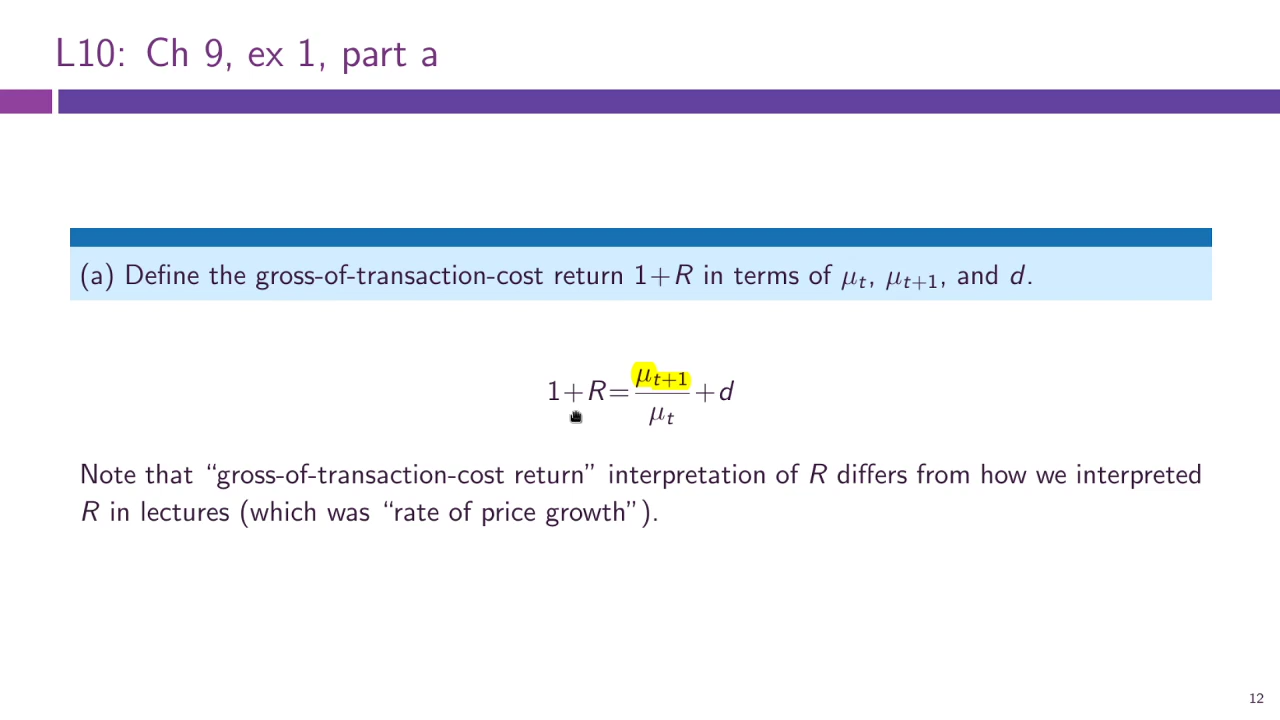 L10: Ch 9, ex 1, part a
(a) Define the gross-of-transaction-cost return 1+R in terms of μ_t, μ_{t+1}, and d.
1+R = μ_{t+1}/μ_t + d
Note that “gross-of-transaction-cost return” interpretation of R differs from how we interpreted
R in lectures (which was “rate of price growth”).
12